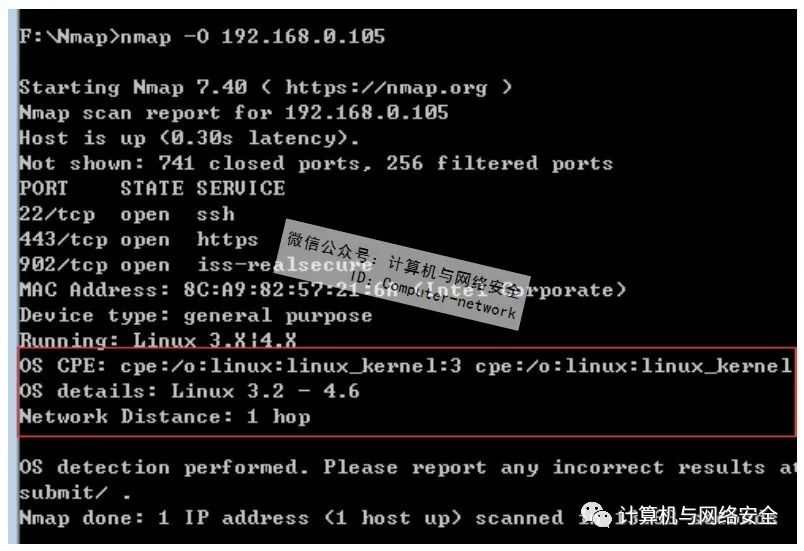 F:\Nmap>nmap -O 192.168.0.105
Starting Nmap 7.40 ( https://nmap.org )
Nmap scan report for 192.168.0.105
Host is up (0.30s latency).
Not shown: 741 closed ports, 256 filtered ports
PORT STATE SERVICE
22/tcp open ssh
443/tcp open https
902/tcp open iss-realsecure
微信公众号：计算机与网络安全
ID：Computer-network
MAC Address: 8C:A9:82:57:21:6A (Intel Corporate)
Device type: general purpose
Running: Linux 3.X|4.X
OS CPE: cpe:/o:linux:linux_kernel:3 cpe:/o:linux:linux_kernel
OS details: Linux 3.2 - 4.6
Network Distance: 1 hop
OS detection performed. Please report any incorrect results at
submit/ .
Nmap done: 1 IP address (1 host up) scanned
计算机与网络安全